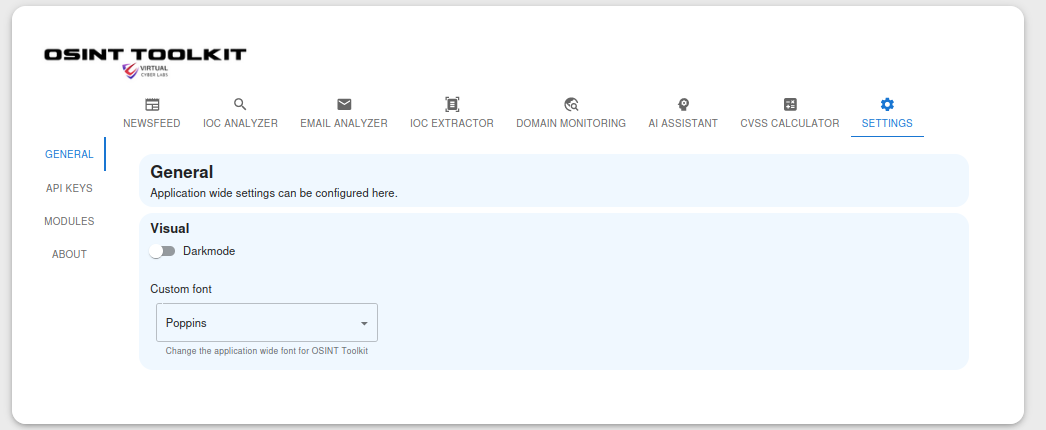 OSINT TOOLKIT
VIRTUAL
CYBER LABS
NEWSFEED IOC ANALYZER EMAIL ANALYZER IOC EXTRACTOR DOMAIN MONITORING AI ASSISTANT CVSS CALCULATOR SETTINGS
GENERAL
API KEYS
MODULES
ABOUT
General
Application wide settings can be configured here.
Visual
Darkmode
Custom font
Poppins
Change the application wide font for OSINT Toolkit